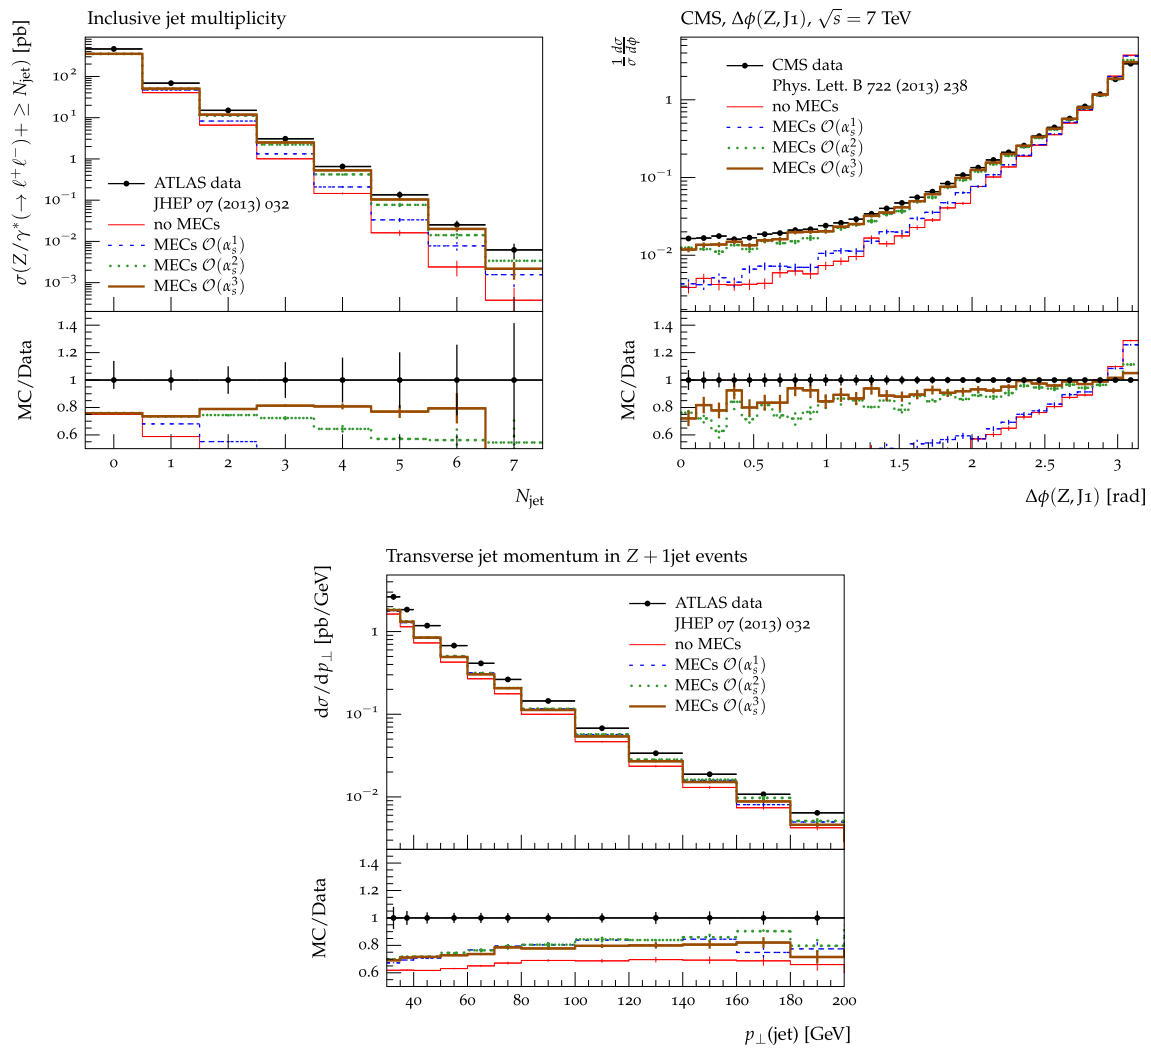 Inclusive jet multiplicity
σ(Z/γ*(→ ℓ⁺ℓ⁻)+ ≥ N_jet) [pb]
10²
10¹
1
10⁻¹
10⁻²
10⁻³
ATLAS data
JHEP 07 (2013) 032
no MECs
MECs 𝒪(α_s^1)
MECs 𝒪(α_s^2)
MECs 𝒪(α_s^3)
MC/Data
1.4
1.2
1
0.8
0.6
0 1 2 3 4 5 6 7
N_jet
CMS, Δϕ(Z, J1), √s = 7 TeV
1/σ dσ/dϕ
1
10⁻¹
10⁻²
CMS data
Phys. Lett. B 722 (2013) 238
no MECs
MECs 𝒪(α_s^1)
MECs 𝒪(α_s^2)
MECs 𝒪(α_s^3)
MC/Data
1.4
1.2
1
0.8
0.6
0 0.5 1 1.5 2 2.5 3
Δϕ(Z, J1) [rad]
Transverse jet momentum in Z + 1jet events
dσ/dp⊥ [pb/GeV]
1
10⁻¹
10⁻²
ATLAS data
JHEP 07 (2013) 032
no MECs
MECs 𝒪(α_s^1)
MECs 𝒪(α_s^2)
MECs 𝒪(α_s^3)
MC/Data
1.4
1.2
1
0.8
0.6
40 60 80 100 120 140 160 180 200
p⊥(jet) [GeV]